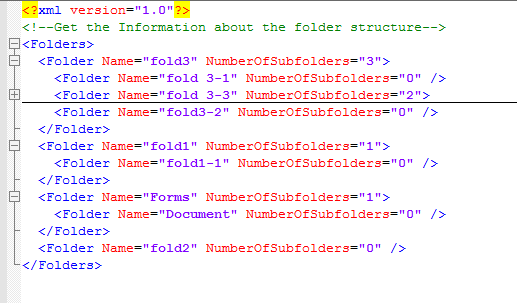 <?xml version="1.0"?>
<!--Get the Information about the folder structure-->
<Folders>
<Folder Name="fold3" NumberOfSubfolders="3">
<Folder Name="fold 3-1" NumberOfSubfolders="0" />
<Folder Name="fold 3-3" NumberOfSubfolders="2">
<Folder Name="fold3-2" NumberOfSubfolders="0" />
</Folder>
<Folder Name="fold1" NumberOfSubfolders="1">
<Folder Name="fold1-1" NumberOfSubfolders="0" />
</Folder>
<Folder Name="Forms" NumberOfSubfolders="1">
<Folder Name="Document" NumberOfSubfolders="0" />
</Folder>
<Folder Name="fold2" NumberOfSubfolders="0" />
</Folders>